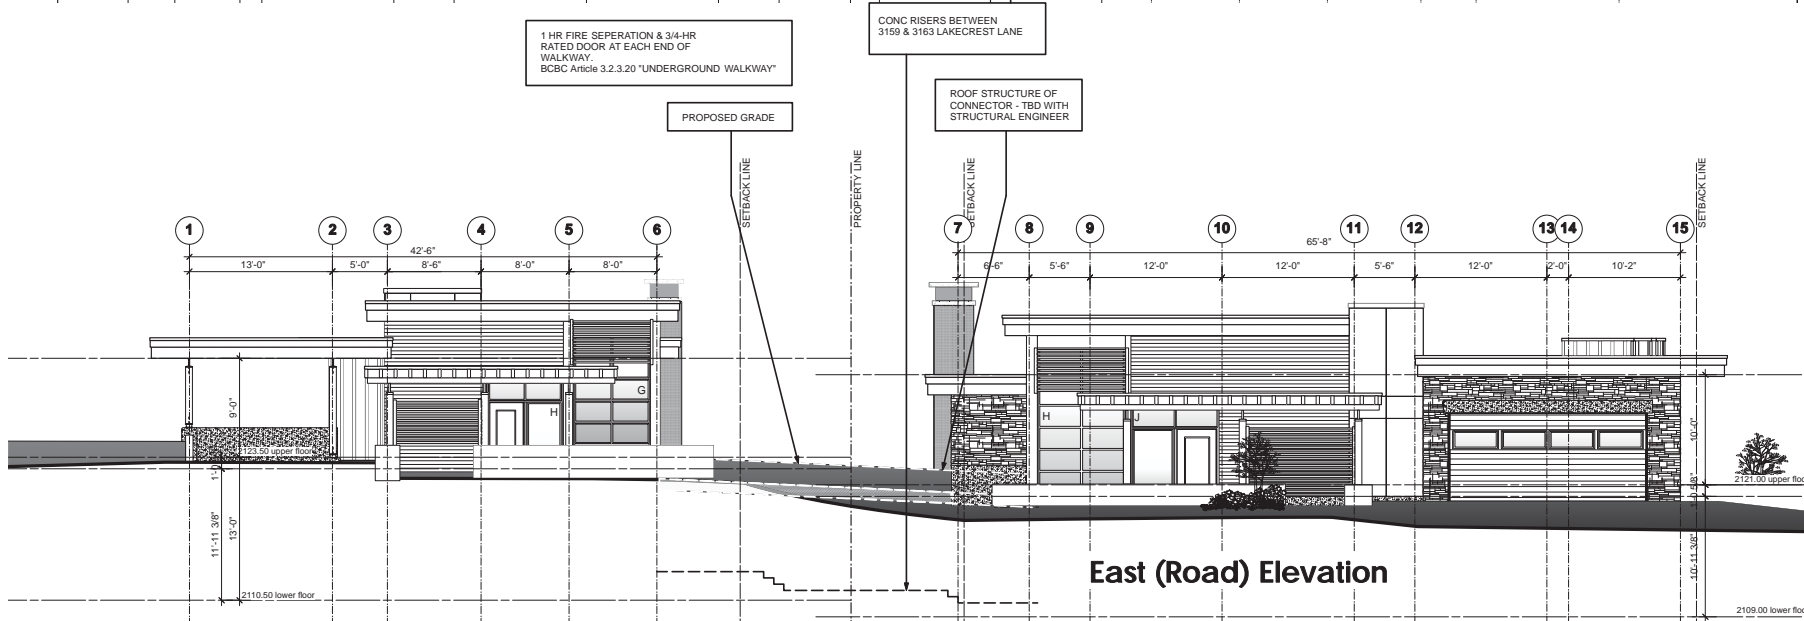 1 HR FIRE SEPERATION & 3/4-HR
RATED DOOR AT EACH END OF
WALKWAY.
BCBC Article 3.2.3.20 "UNDERGROUND WALKWAY"
CONC RISERS BETWEEN
3159 & 3163 LAKECREST LANE
PROPOSED GRADE
ROOF STRUCTURE OF
CONNECTOR - TBD WITH
STRUCTURAL ENGINEER
SETBACK LINE
PROPERTY LINE
SETBACK LINE
SETBACK LINE
1 2 3 4 5 6 7 8 9 10 11 12 13 14 15
42'-6" 65'-8"
13'-0" 5'-0" 8'-6" 8'-0" 8'-0" 6'-6" 5'-6" 12'-0" 12'-0" 5'-6" 12'-0" 2'-0" 10'-2"
G
H
H
J
9'-0"
10'-0"
2123.50 upper floor
2121.00 upper floo
11'-11 3/8"
13'-0"
10'-11 3/8"
East (Road) Elevation
2110.50 lower floor
2109.00 lower floo